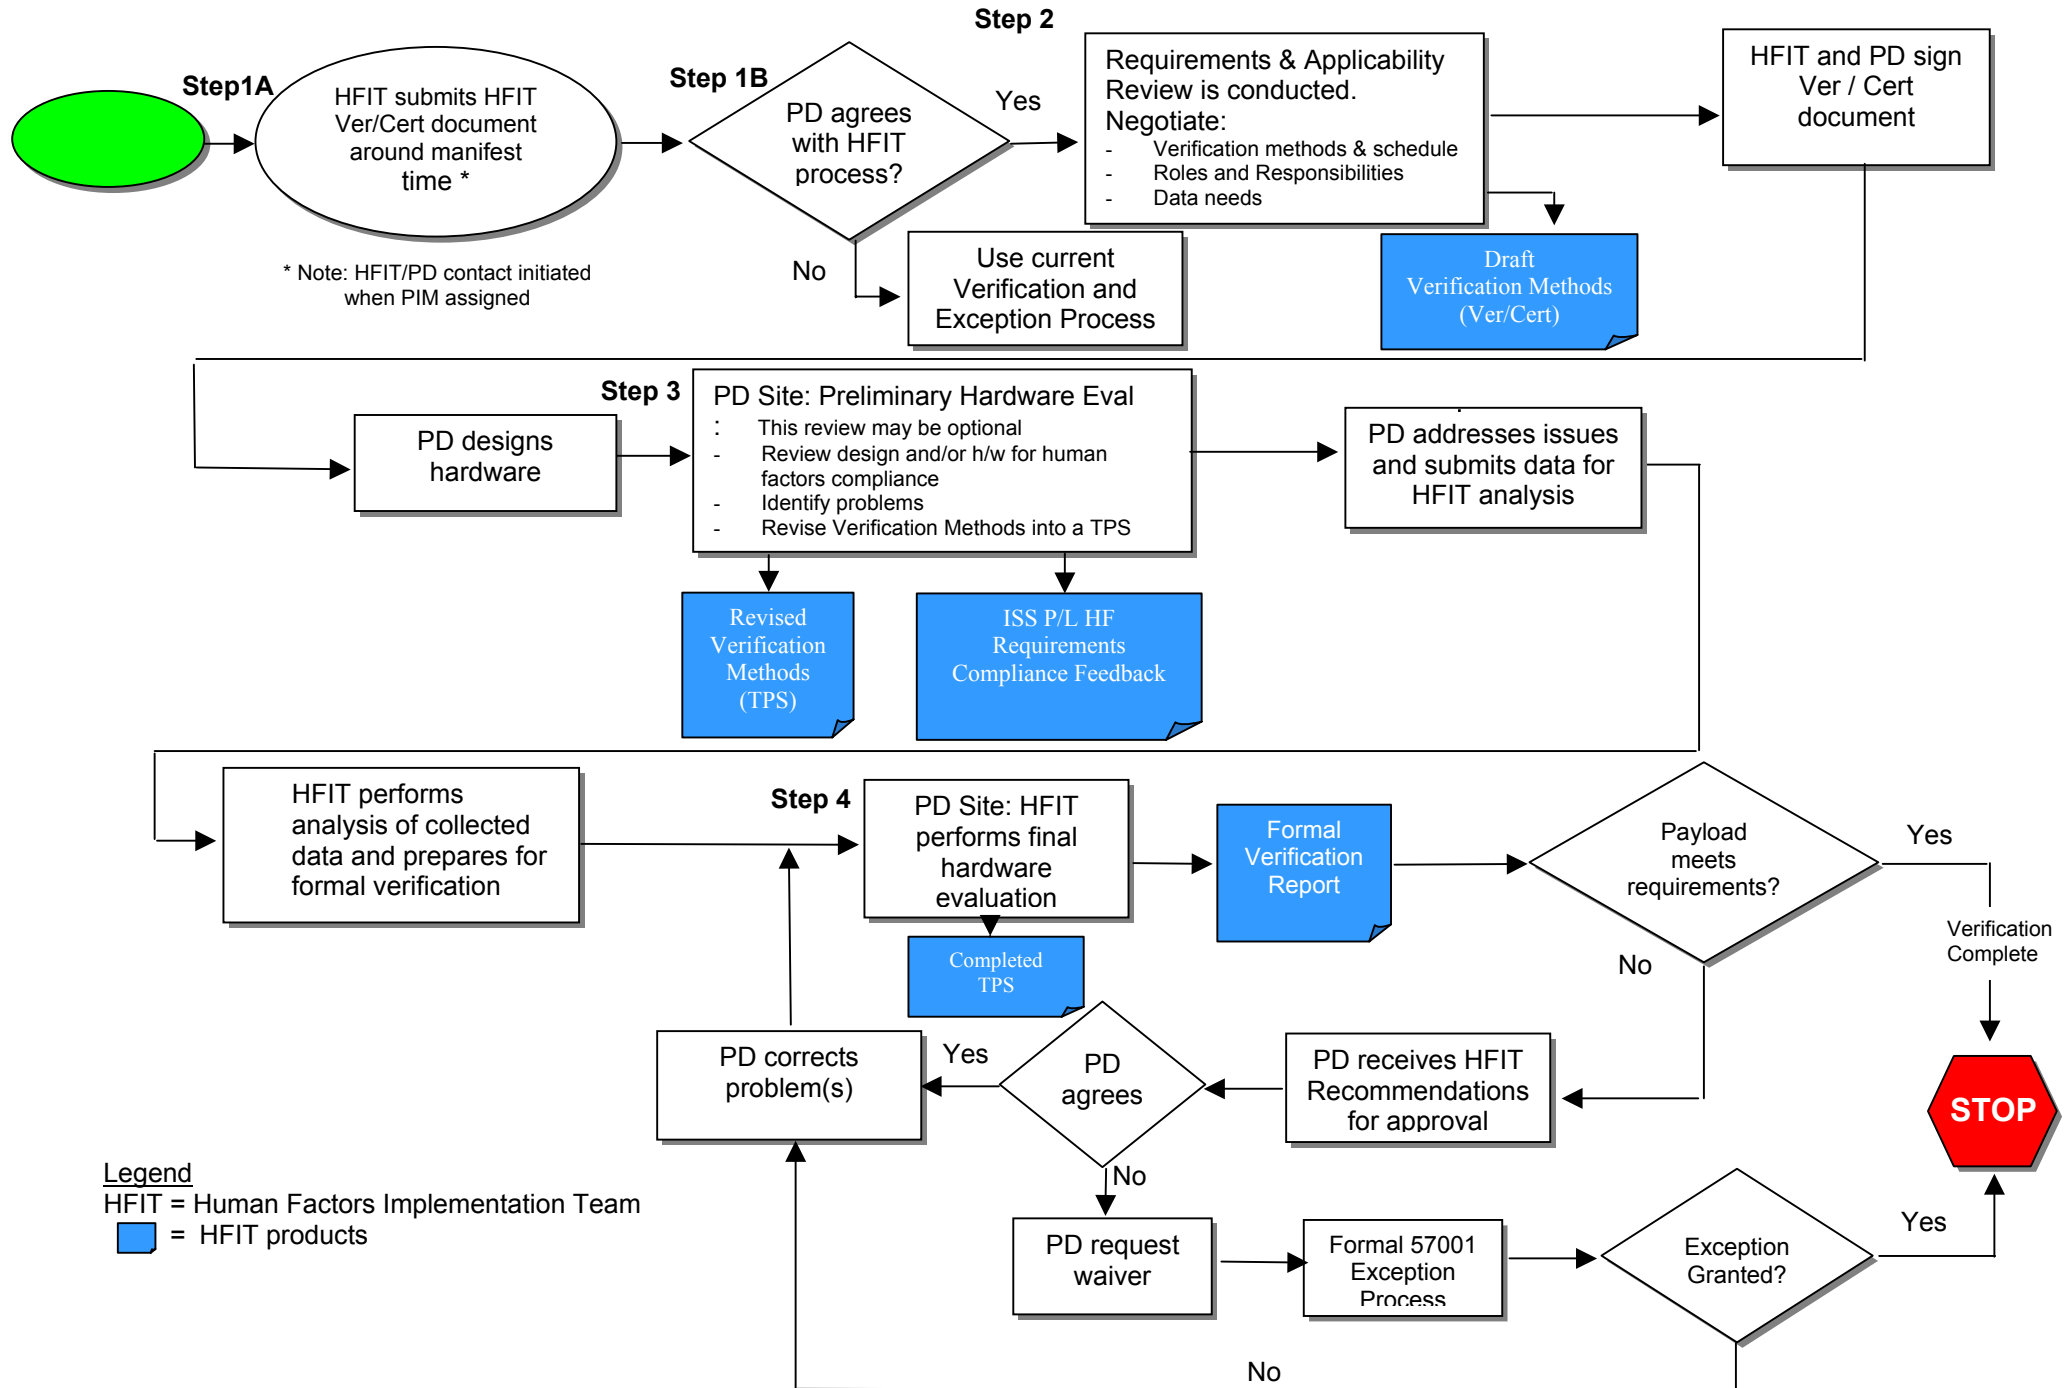 Step 2
Step1A
HFIT submits HFIT
Ver/Cert document
around manifest
time *
* Note: HFIT/PD contact initiated
when PIM assigned
Step 1B
PD agrees
with HFIT
process?
Yes
No
Use current
Verification and
Exception Process
Requirements & Applicability
Review is conducted.
Negotiate:
- Verification methods & schedule
- Roles and Responsibilities
- Data needs
Draft
Verification Methods
(Ver/Cert)
HFIT and PD sign
Ver / Cert
document
PD designs
hardware
Step 3
PD Site: Preliminary Hardware Eval
: This review may be optional
- Review design and/or h/w for human
factors compliance
- Identify problems
- Revise Verification Methods into a TPS
Revised
Verification
Methods
(TPS)
ISS P/L HF
Requirements
Compliance Feedback
PD addresses issues
and submits data for
HFIT analysis
HFIT performs
analysis of collected
data and prepares for
formal verification
Step 4
PD Site: HFIT
performs final
hardware
evaluation
Completed
TPS
Formal
Verification
Report
Payload
meets
requirements?
Yes
Verification
Complete
No
STOP
PD receives HFIT
Recommendations
for approval
PD
agrees
Yes
PD corrects
problem(s)
No
PD request
waiver
Formal 57001
Exception
Process
Exception
Granted?
Yes
No
Legend
HFIT = Human Factors Implementation Team
= HFIT products